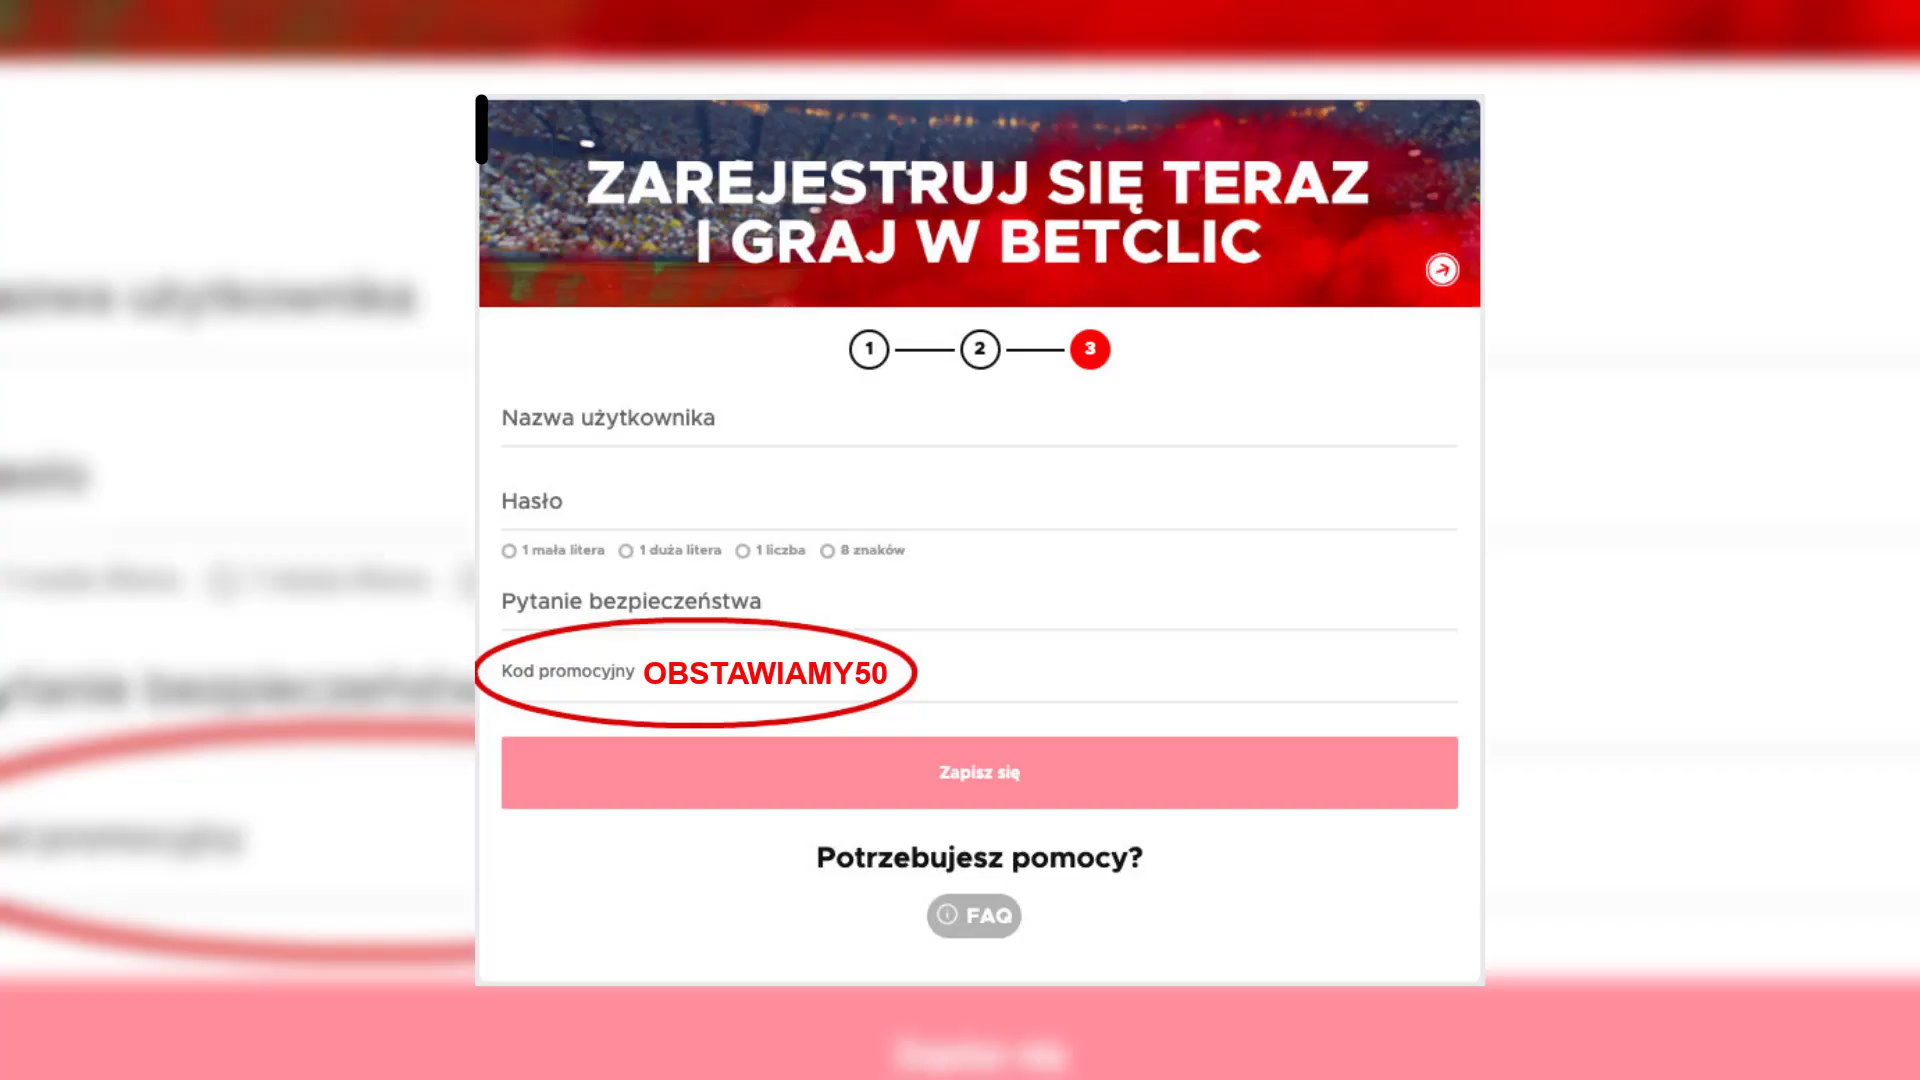 ZAREJESTRUJ SIĘ TERAZ
I GRAJ W BETCLIC
1 2 3
Nazwa użytkownika
Hasło
1 mała litera 1 duża litera 1 liczba 8 znaków
Pytanie bezpieczeństwa
Kod promocyjny OBSTAWIAMY50
Zapisz się
Potrzebujesz pomocy?
FAQ